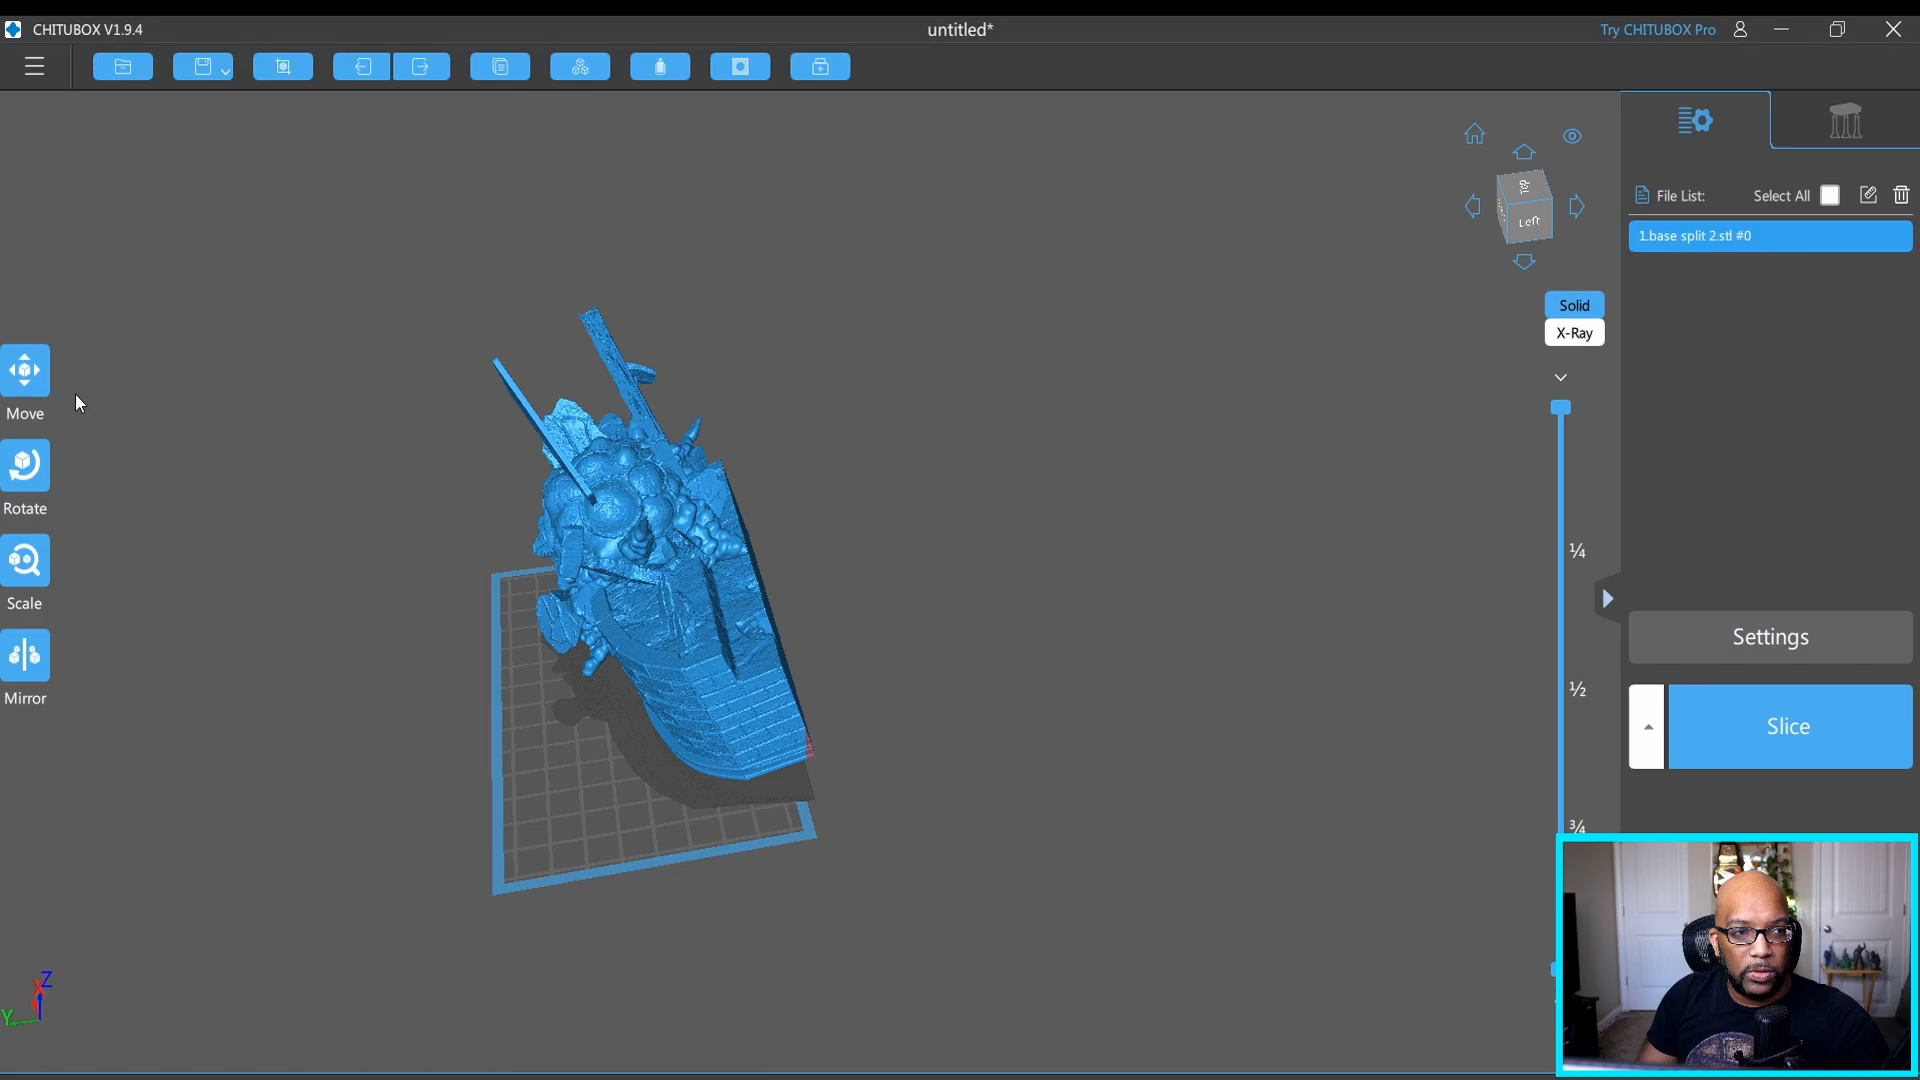 CHITUBOX V1.9.4
untitled*
Try CHITUBOX Pro
File List:
Select All
1.base split 2.stl #0
Top
Left
Solid
X-Ray
Move
Rotate
Scale
Mirror
¼
½
¾
Settings
Slice
Z
X
Y